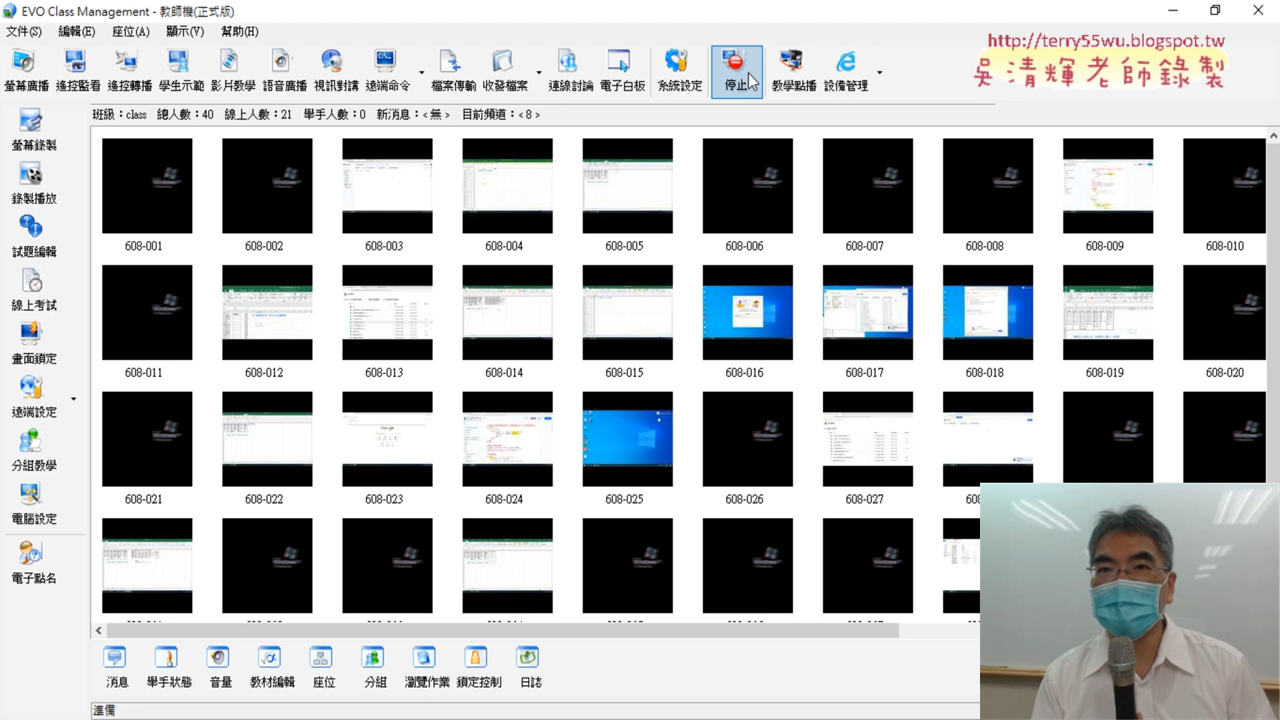 EVO Class Management - 教師機(正式版)
文件(S) 編輯(E) 座位(A) 顯示(V) 幫助(H)
http://terry55wu.blogspot.tw
吳清輝老師錄製
螢幕廣播 遠控監看 遠控轉播 學生示範 影片教學 語音廣播 視訊對講 遠端命令 檔案傳輸 收發檔案 連線討論 電子白板 系統設定 停止 教學點播 設備管理
班級:class 總人數:40 線上人數:21 舉手人數:0 新消息:<無> 目前頻道:<8>
螢幕錄製
錄製播放
試題編輯
線上考試
畫面鎖定
遠端設定
分組教學
電腦設定
電子點名
608-001 608-002 608-003 608-004 608-005 608-006 608-007 608-008 608-009 608-010
608-011 608-012 608-013 608-014 608-015 608-016 608-017 608-018 608-019 608-020
608-021 608-022 608-023 608-024 608-025 608-026 608-027
消息 舉手狀態 音量 教材編輯 座位 分組 瀏覽作業 鎖定控制 日誌
準備